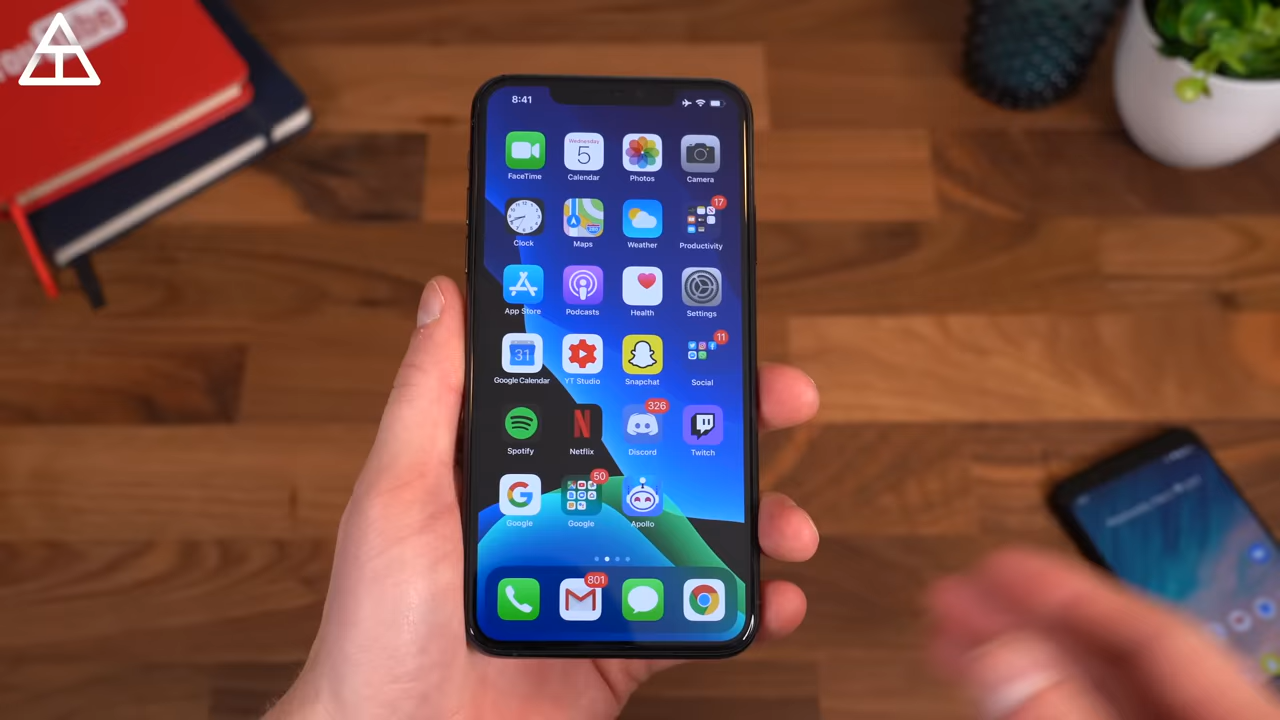 8:41
Wednesday
5
31
FaceTime
Calendar
Photos
Camera
17
Clock
Maps
Weather
Productivity
App Store
Podcasts
Health
Settings
11
Google Calendar
YT Studio
Snapchat
Social
326
Spotify
Netflix
Discord
Twitch
50
Google
Google
Apollo
801